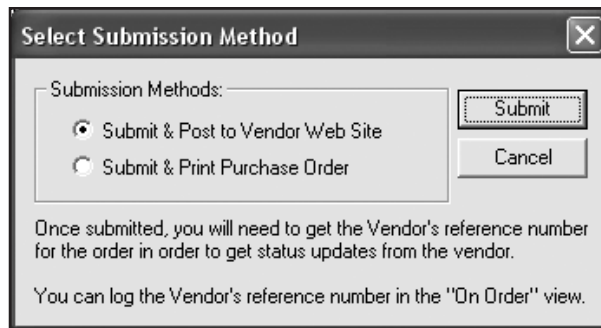 Select Submission Method
Submission Methods:
Submit & Post to Vendor Web Site
Submit & Print Purchase Order
Submit
Cancel
Once submitted, you will need to get the Vendor's reference number
for the order in order to get status updates from the vendor.
You can log the Vendor's reference number in the "On Order" view.